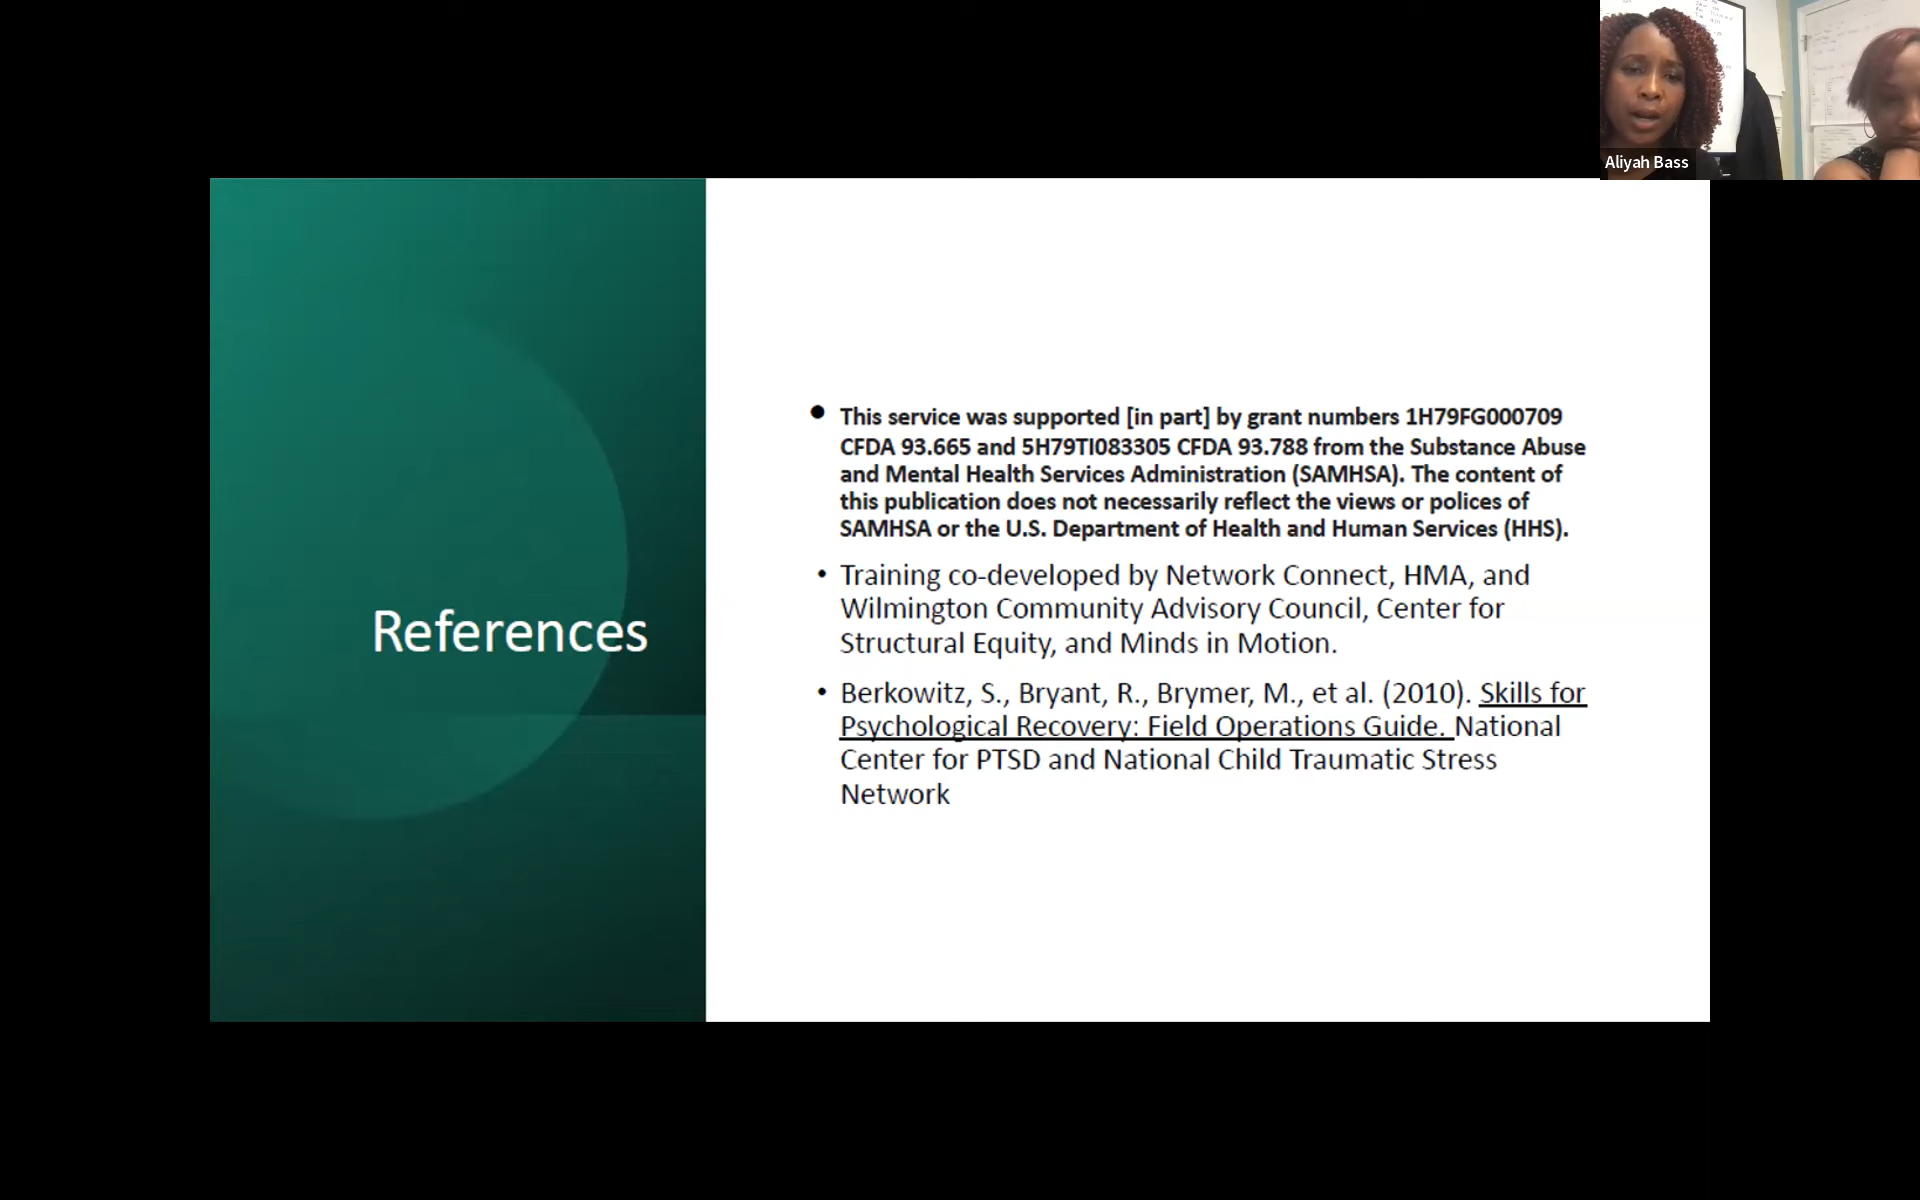 Aliyah Bass
References
• This service was supported [in part] by grant numbers 1H79FG000709
CFDA 93.665 and 5H79TI083305 CFDA 93.788 from the Substance Abuse
and Mental Health Services Administration (SAMHSA). The content of
this publication does not necessarily reflect the views or polices of
SAMHSA or the U.S. Department of Health and Human Services (HHS).
• Training co-developed by Network Connect, HMA, and
Wilmington Community Advisory Council, Center for
Structural Equity, and Minds in Motion.
• Berkowitz, S., Bryant, R., Brymer, M., et al. (2010). Skills for
Psychological Recovery: Field Operations Guide. National
Center for PTSD and National Child Traumatic Stress
Network